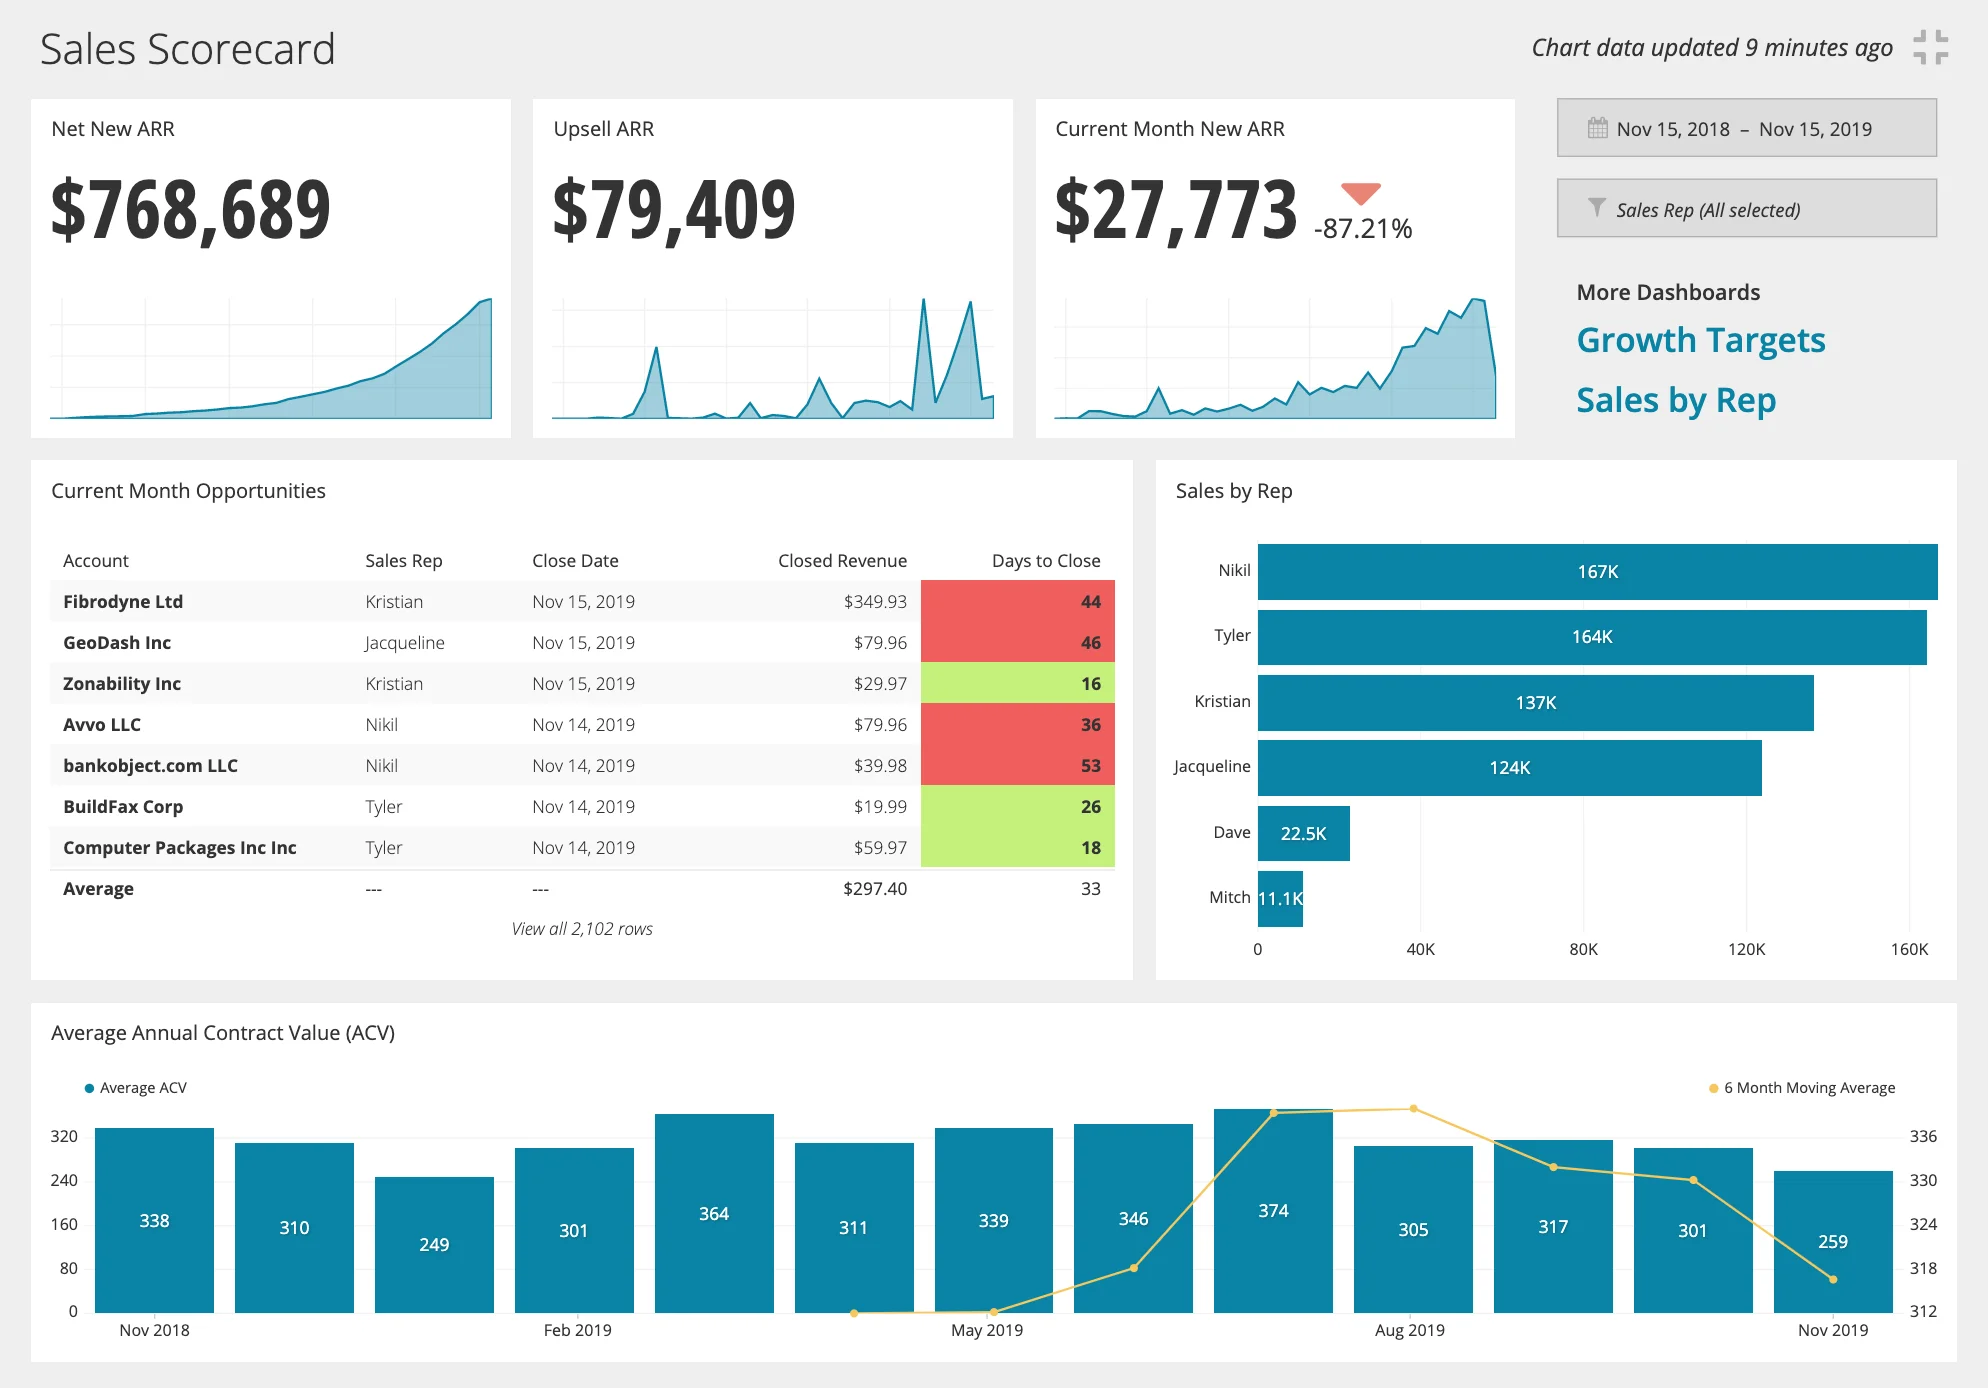 Sales Scorecard
Chart data updated 9 minutes ago
Net New ARR
$768,689
Upsell ARR
$79,409
Current Month New ARR
$27,773
-87.21%
Nov 15, 2018 – Nov 15, 2019
Sales Rep (All selected)
More Dashboards
Growth Targets
Sales by Rep
Current Month Opportunities
Account Sales Rep Close Date Closed Revenue Days to Close
Fibrodyne Ltd Kristian Nov 15, 2019 $349.93 44
GeoDash Inc Jacqueline Nov 15, 2019 $79.96 46
Zonability Inc Kristian Nov 15, 2019 $29.97 16
Avvo LLC Nikil Nov 14, 2019 $79.96 36
bankobject.com LLC Nikil Nov 14, 2019 $39.98 53
BuildFax Corp Tyler Nov 14, 2019 $19.99 26
Computer Packages Inc Inc Tyler Nov 14, 2019 $59.97 18
Average --- --- $297.40 33
View all 2,102 rows
Sales by Rep
Nikil 167K
Tyler 164K
Kristian 137K
Jacqueline 124K
Dave 22.5K
Mitch 11.1K
0 40K 80K 120K 160K
Average Annual Contract Value (ACV)
Average ACV
6 Month Moving Average
320
240
160
80
0
338 310 249 301 364 311 339 346 374 305 317 301 259
336
330
324
318
312
Nov 2018 Feb 2019 May 2019 Aug 2019 Nov 2019